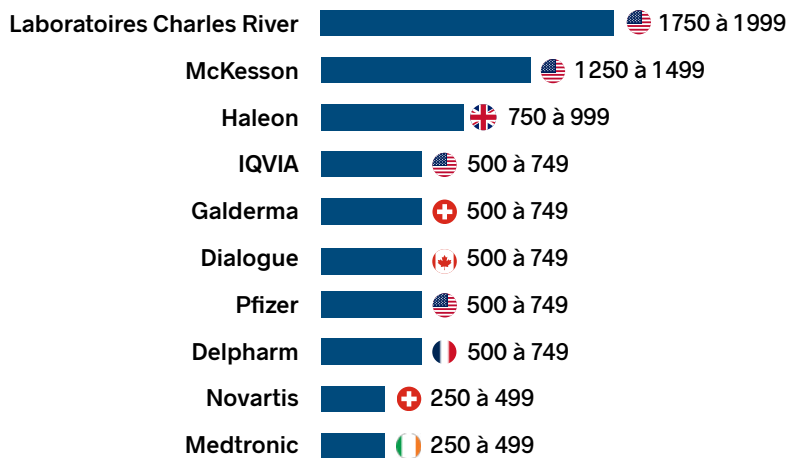 Laboratoires Charles River 1750 à 1999
McKesson 1250 à 1499
Haleon 750 à 999
IQVIA 500 à 749
Galderma 500 à 749
Dialogue 500 à 749
Pfizer 500 à 749
Delpharm 500 à 749
Novartis 250 à 499
Medtronic 250 à 499